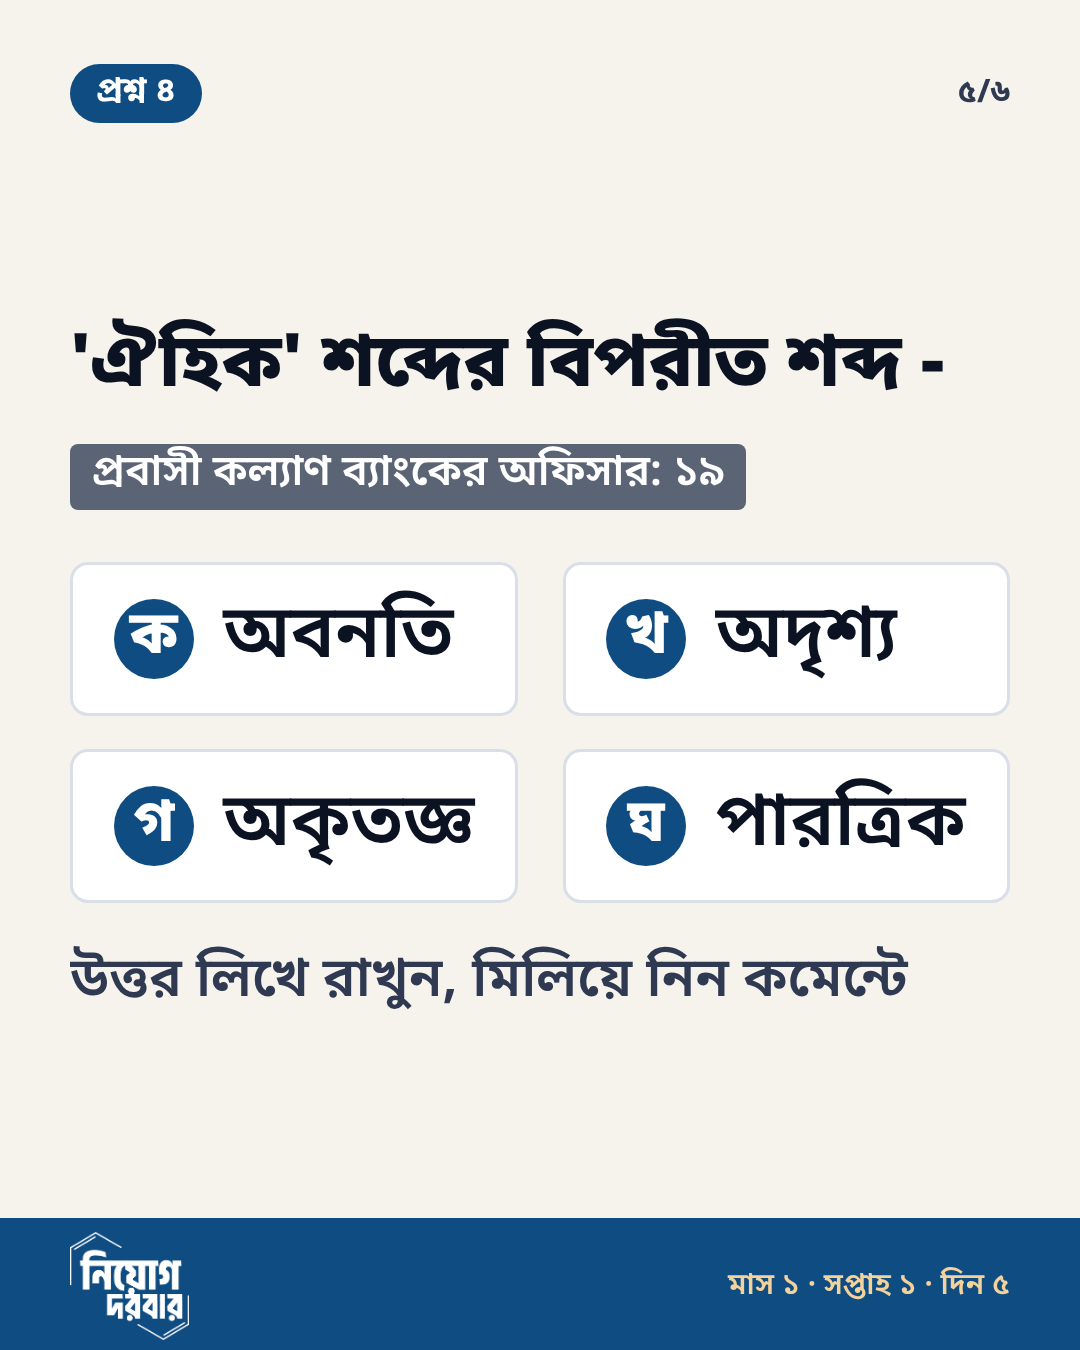 প্রশ্ন ৪
৫/৬
'ঐহিক' শব্দের বিপরীত শব্দ -
প্রবাসী কল্যাণ ব্যাংকের অফিসার: ১৯
ক অবনতি
খ অদৃশ্য
গ অকৃতজ্ঞ
ঘ পারত্রিক
উত্তর লিখে রাখুন, মিলিয়ে নিন কমেন্টে
নিয়োগ
দরবার
মাস ১ · সপ্তাহ ১ · দিন ৫